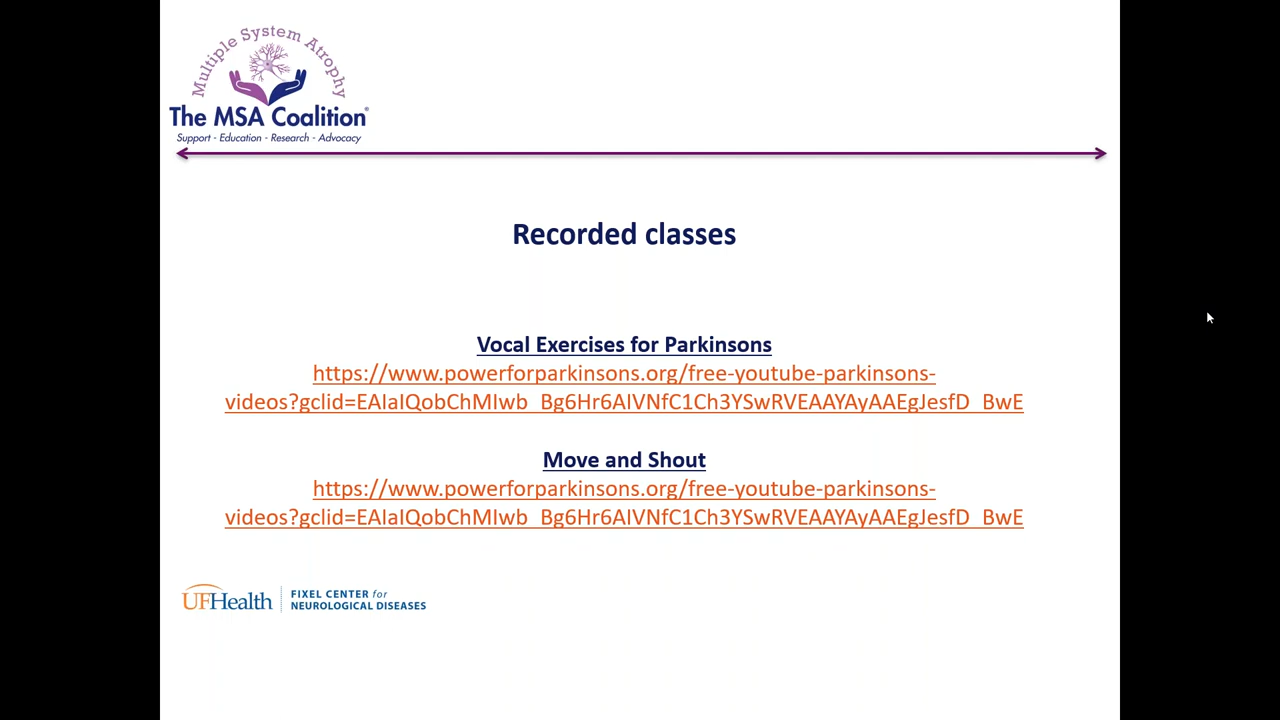 Multiple System Atrophy
The MSA Coalition®
Support - Education - Research - Advocacy
Recorded classes
Vocal Exercises for Parkinsons
https://www.powerforparkinsons.org/free-youtube-parkinsons-
videos?gclid=EAIaIQobChMIwb_Bg6Hr6AIVNfC1Ch3YSwRVEAAYAyAAEgJesfD_BwE
Move and Shout
https://www.powerforparkinsons.org/free-youtube-parkinsons-
videos?gclid=EAIaIQobChMIwb_Bg6Hr6AIVNfC1Ch3YSwRVEAAYAyAAEgJesfD_BwE
UFHealth
FIXEL CENTER for
NEUROLOGICAL DISEASES